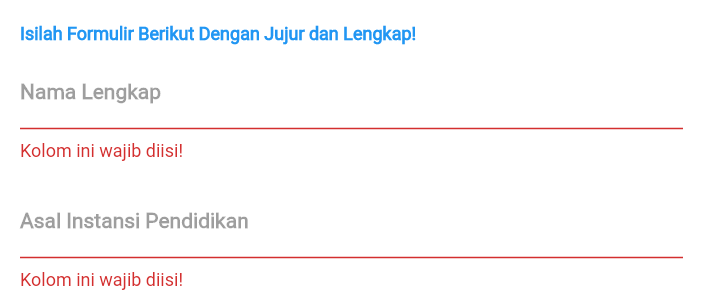 Isilah Formulir Berikut Dengan Jujur dan Lengkap!
Nama Lengkap
Kolom ini wajib diisi!
Asal Instansi Pendidikan
Kolom ini wajib diisi!